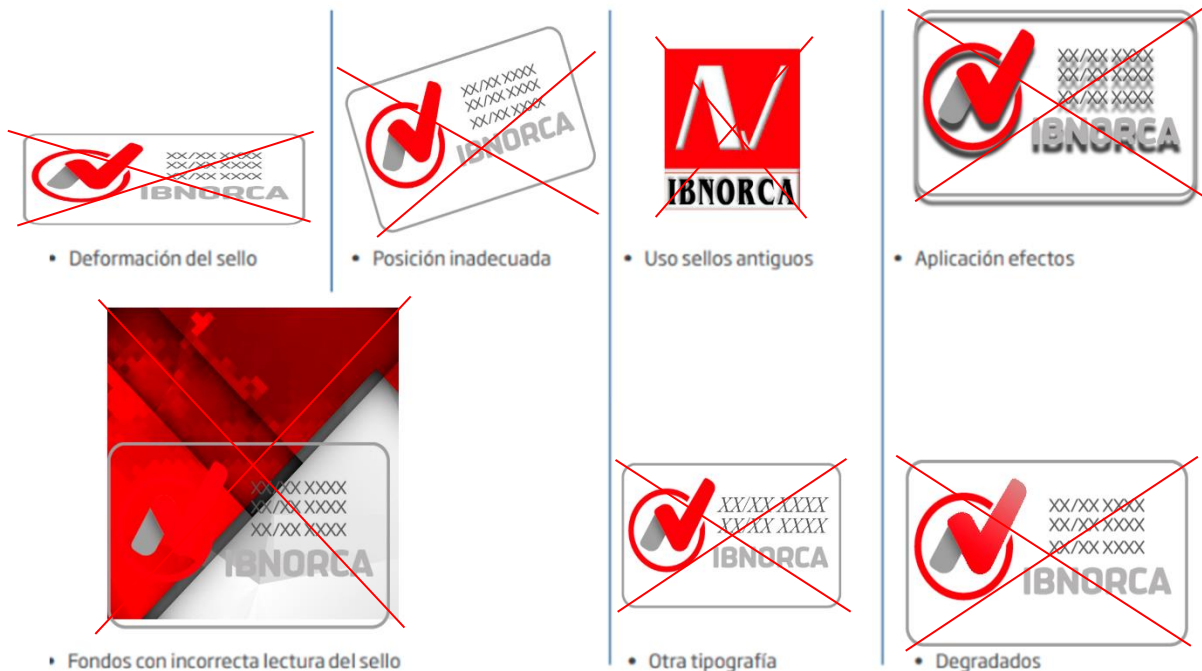 XX/XX XXXX
XX/XX XXXX
XX/XX XXXX
IBNORCA
• Deformación del sello
XX/XX XXXX
XX/XX XXXX
XX/XX XXXX
IBNORCA
• Posición inadecuada
IBNORCA
• Uso sellos antiguos
XX/XX XXXX
XX/XX XXXX
XX/XX XXXX
IBNORCA
• Aplicación efectos
XX/XX XXXX
XX/XX XXXX
XX/XX XXXX
IBNORCA
• Fondos con incorrecta lectura del sello
XX/XX XXXX
XX/XX XXXX
IBNORCA
• Otra tipografía
XX/XX XXXX
XX/XX XXXX
XX/XX XXXX
IBNORCA
• Degradados